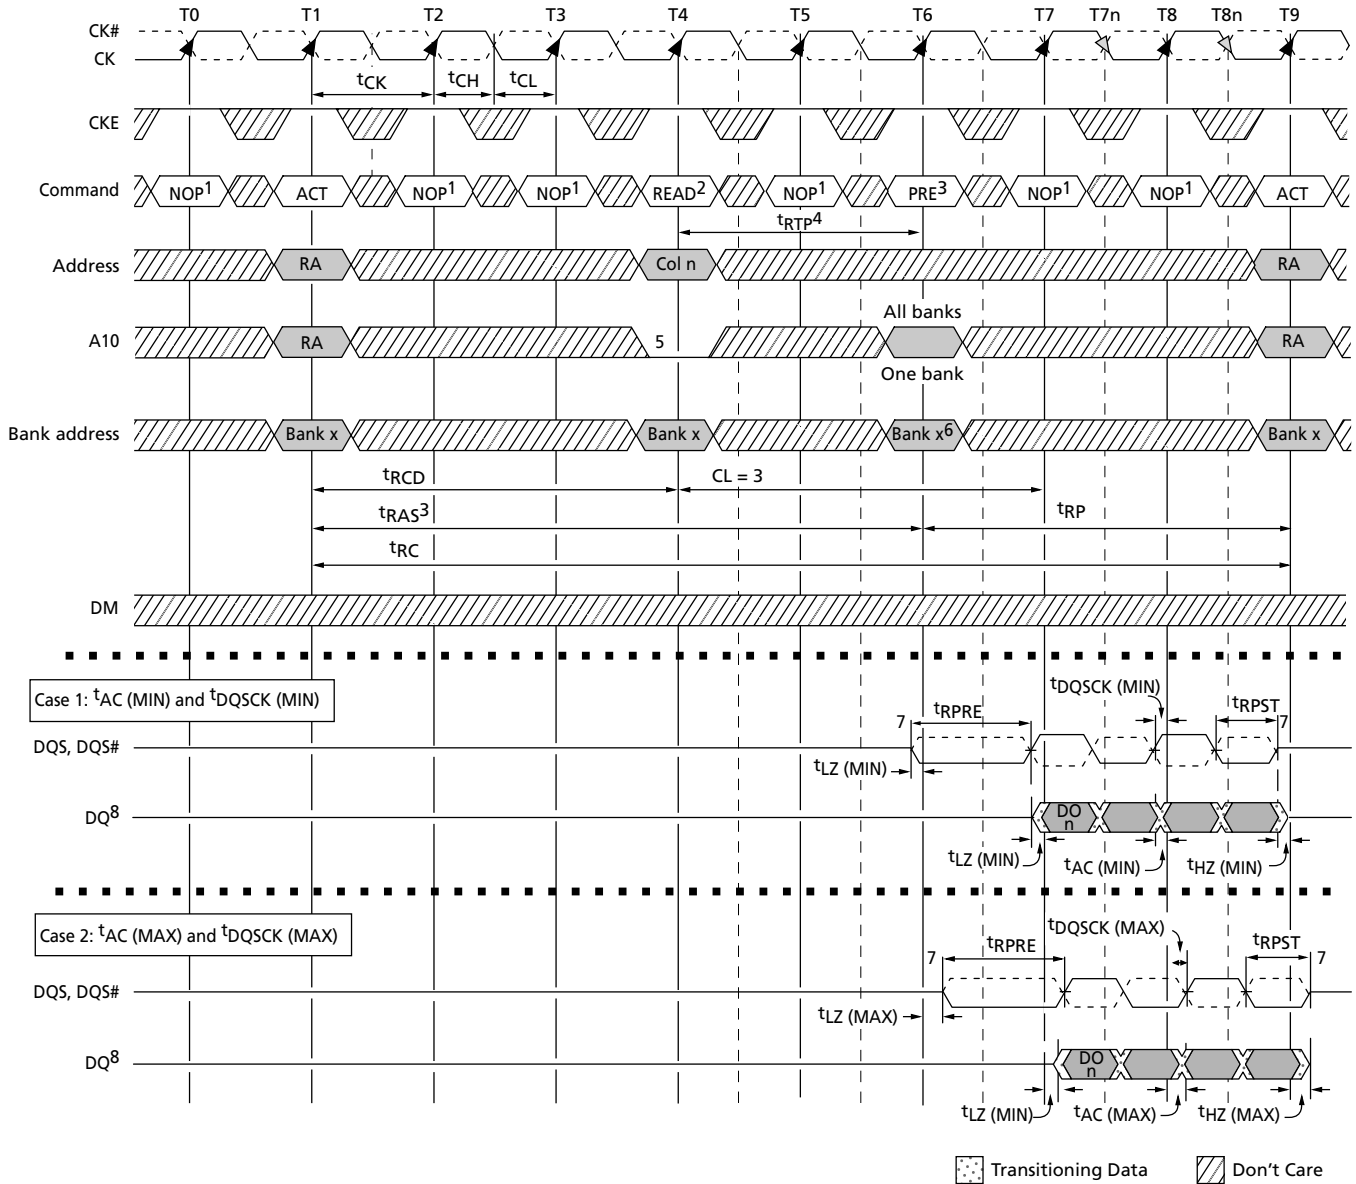 T0 T1 T2 T3 T4 T5 T6 T7 T7n T8 T8n T9
CK#
CK
tCK tCH tCL
CKE
Command NOP1 ACT NOP1 NOP1 READ2 NOP1 PRE3 NOP1 NOP1 ACT
tRTP4
Address RA Col n RA
All banks
A10 RA 5 RA
One bank
Bank address Bank x Bank x Bank x6 Bank x
tRCD CL = 3
tRAS3 tRP
tRC
DM
Case 1: tAC (MIN) and tDQSCK (MIN)
tDQSCK (MIN)
7 tRPRE tRPST 7
DQS, DQS#
tLZ (MIN)
DQ8 DO
n
tLZ (MIN) tAC (MIN) tHZ (MIN)
Case 2: tAC (MAX) and tDQSCK (MAX)
tDQSCK (MAX)
7 tRPRE tRPST 7
DQS, DQS#
tLZ (MAX)
DQ8 DO
n
tLZ (MIN) tAC (MAX) tHZ (MAX)
Transitioning Data Don't Care